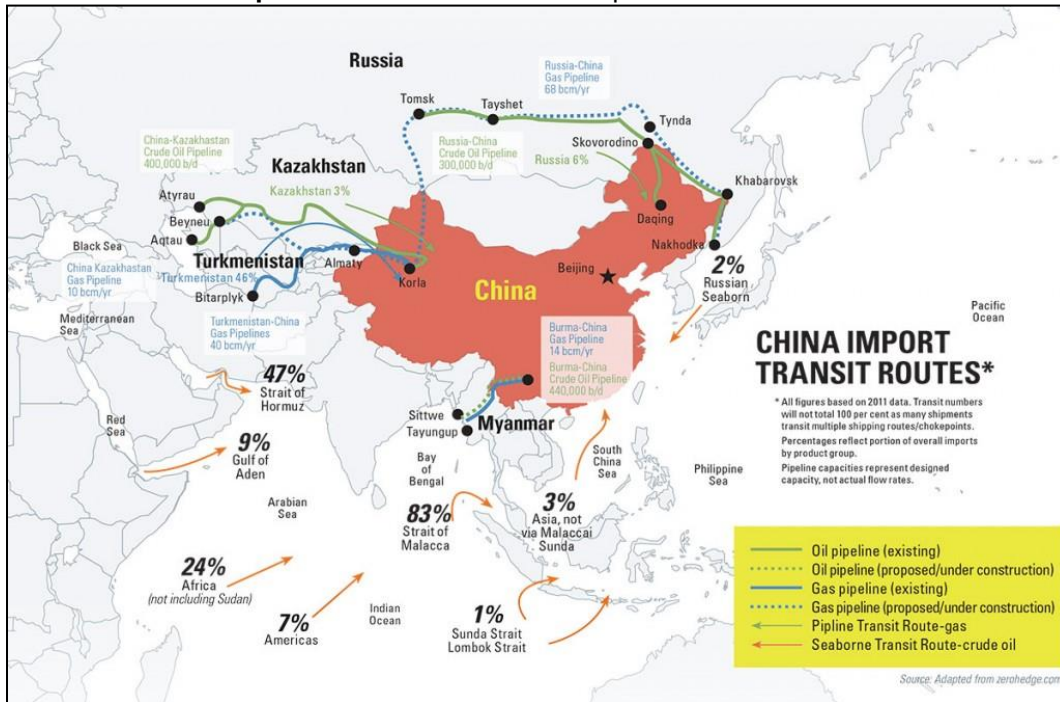 Russia
Russia-China
Gas Pipeline
68 bcm/yr
Tomsk
Tayshet
Tynda
Skovorodino
China-Kazakhastan
Crude Oil Pipeline
400,000 b/d
Russia-China
Crude Oil Pipeline
300,000 b/d
Russia 6%
Kazakhstan
Kazakhstan 3%
Khabarovsk
Atyrau
Beyneu
Aqtau
Daqing
Nakhodka
Black Sea
Turkmenistan
Almaty
Korla
Beijing
2%
Russian
Seaborn
China Kazakhstan
Gas Pipeline
10 bcm/yr
Turkmenistan 46%
China
Bitarplyk
Mediterranean
Sea
Pacific
Ocean
Turkmenistan-China
Gas Pipelines
40 bcm/yr
Burma-China
Gas Pipeline
14 bcm/yr
Burma-China
Crude Oil Pipeline
440,000 b/d
CHINA IMPORT
TRANSIT ROUTES*
* All figures based on 2011 data. Transit numbers
will not total 100 per cent as many shipments
transit multiple shipping routes/chokepoints.
Percentages reflect portion of overall imports
by product group.
Pipeline capacities represent designed
capacity, not actual flow rates.
47%
Strait of
Hormuz
Red
Sea
9%
Gulf of
Aden
Sittwe
Tayungup
Myanmar
Bay
of
Bengal
South
China
Sea
Philippine
Sea
Arabian
Sea
83%
Strait of
Malacca
3%
Asia, not
via Malaccai
Sunda
24%
Africa
(not including Sudan)
7%
Americas
Indian
Ocean
1%
Sunda Strait
Lombok Strait
Oil pipeline (existing)
Oil pipeline (proposed/under construction)
Gas pipeline (existing)
Gas pipeline (proposed/under construction)
Pipline Transit Route-gas
Seaborne Transit Route-crude oil
Source: Adapted from zerohedge.com